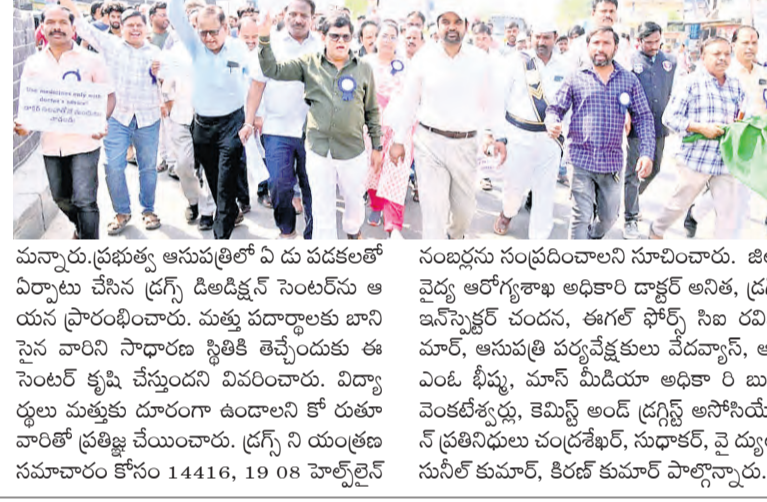 Use medicines only with
doctor's advice!
మన్నారు.ప్రభుత్వ ఆసుపత్రిలో ఏ డు పడకలతో
ఏర్పాటు చేసిన డ్రగ్స్ డిఅడిక్షన్ సెంటర్‌ను ఆ
యన ప్రారంభించారు. మత్తు పదార్థాలకు బాని
సైన వారిని సాధారణ స్థితికి తెచ్చేందుకు ఈ
సెంటర్ కృషి చేస్తుందని వివరించారు. విద్యా
ర్థులు మత్తుకు దూరంగా ఉండాలని కో రుతూ
వారితో ప్రతిజ్ఞ చేయించారు. డ్రగ్స్ ని యంత్రణ
సమాచారం కోసం 14416, 19 08 హెల్ప్‌లైన్
నంబర్లను సంప్రదించాలని సూచించారు.
వైద్య ఆరోగ్యశాఖ అధికారి డాక్టర్ అనిత,
ఇన్‌స్పెక్టర్ చందన, ఈగల్ ఫోర్స్ సిఐ రవి
మార్, ఆసుపత్రి పర్యవేక్షకులు వేదవ్యాస్,
ఎంఓ భీష్మ, మాస్ మీడియా అధికా రి బు
వెంకటేశ్వర్లు, కెమిస్ట్ అండ్ డ్రగ్గిస్ట్ అసోసియే
న్ ప్రతినిధులు చంద్రశేఖర్, సుధాకర్, వై ద్యు
సునీల్ కుమార్, కిరణ్ కుమార్ పాల్గొన్నారు.